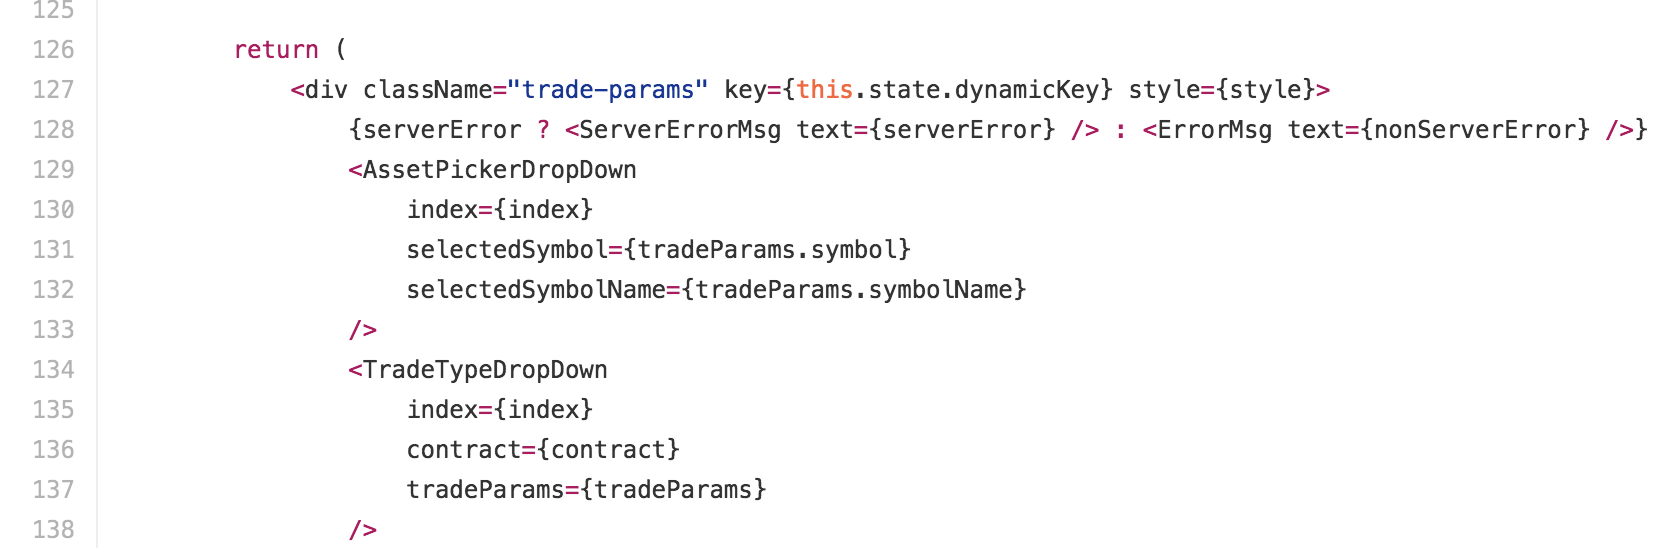 125
126 return (
127 <div className="trade-params" key={this.state.dynamicKey} style={style}>
128 {serverError ? <ServerErrorMsg text={serverError} /> : <ErrorMsg text={nonServerError} />}
129 <AssetPickerDropDown
130 index={index}
131 selectedSymbol={tradeParams.symbol}
132 selectedSymbolName={tradeParams.symbolName}
133 />
134 <TradeTypeDropDown
135 index={index}
136 contract={contract}
137 tradeParams={tradeParams}
138 />